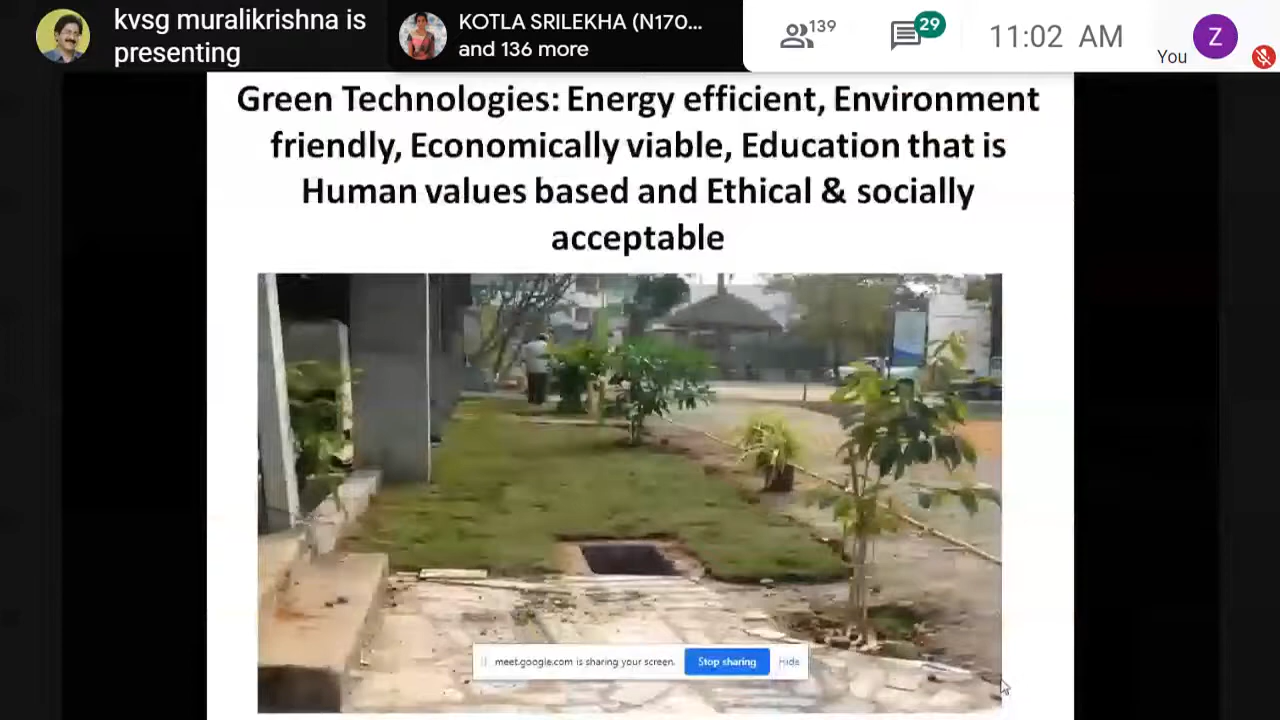 kvsg muralikrishna is
presenting
KOTLA SRILEKHA (N170...
and 136 more
139
29
11:02 AM
You
Z
Green Technologies: Energy efficient, Environment
friendly, Economically viable, Education that is
Human values based and Ethical & socially
acceptable
meet.google.com is sharing your screen.
Stop sharing
Hide